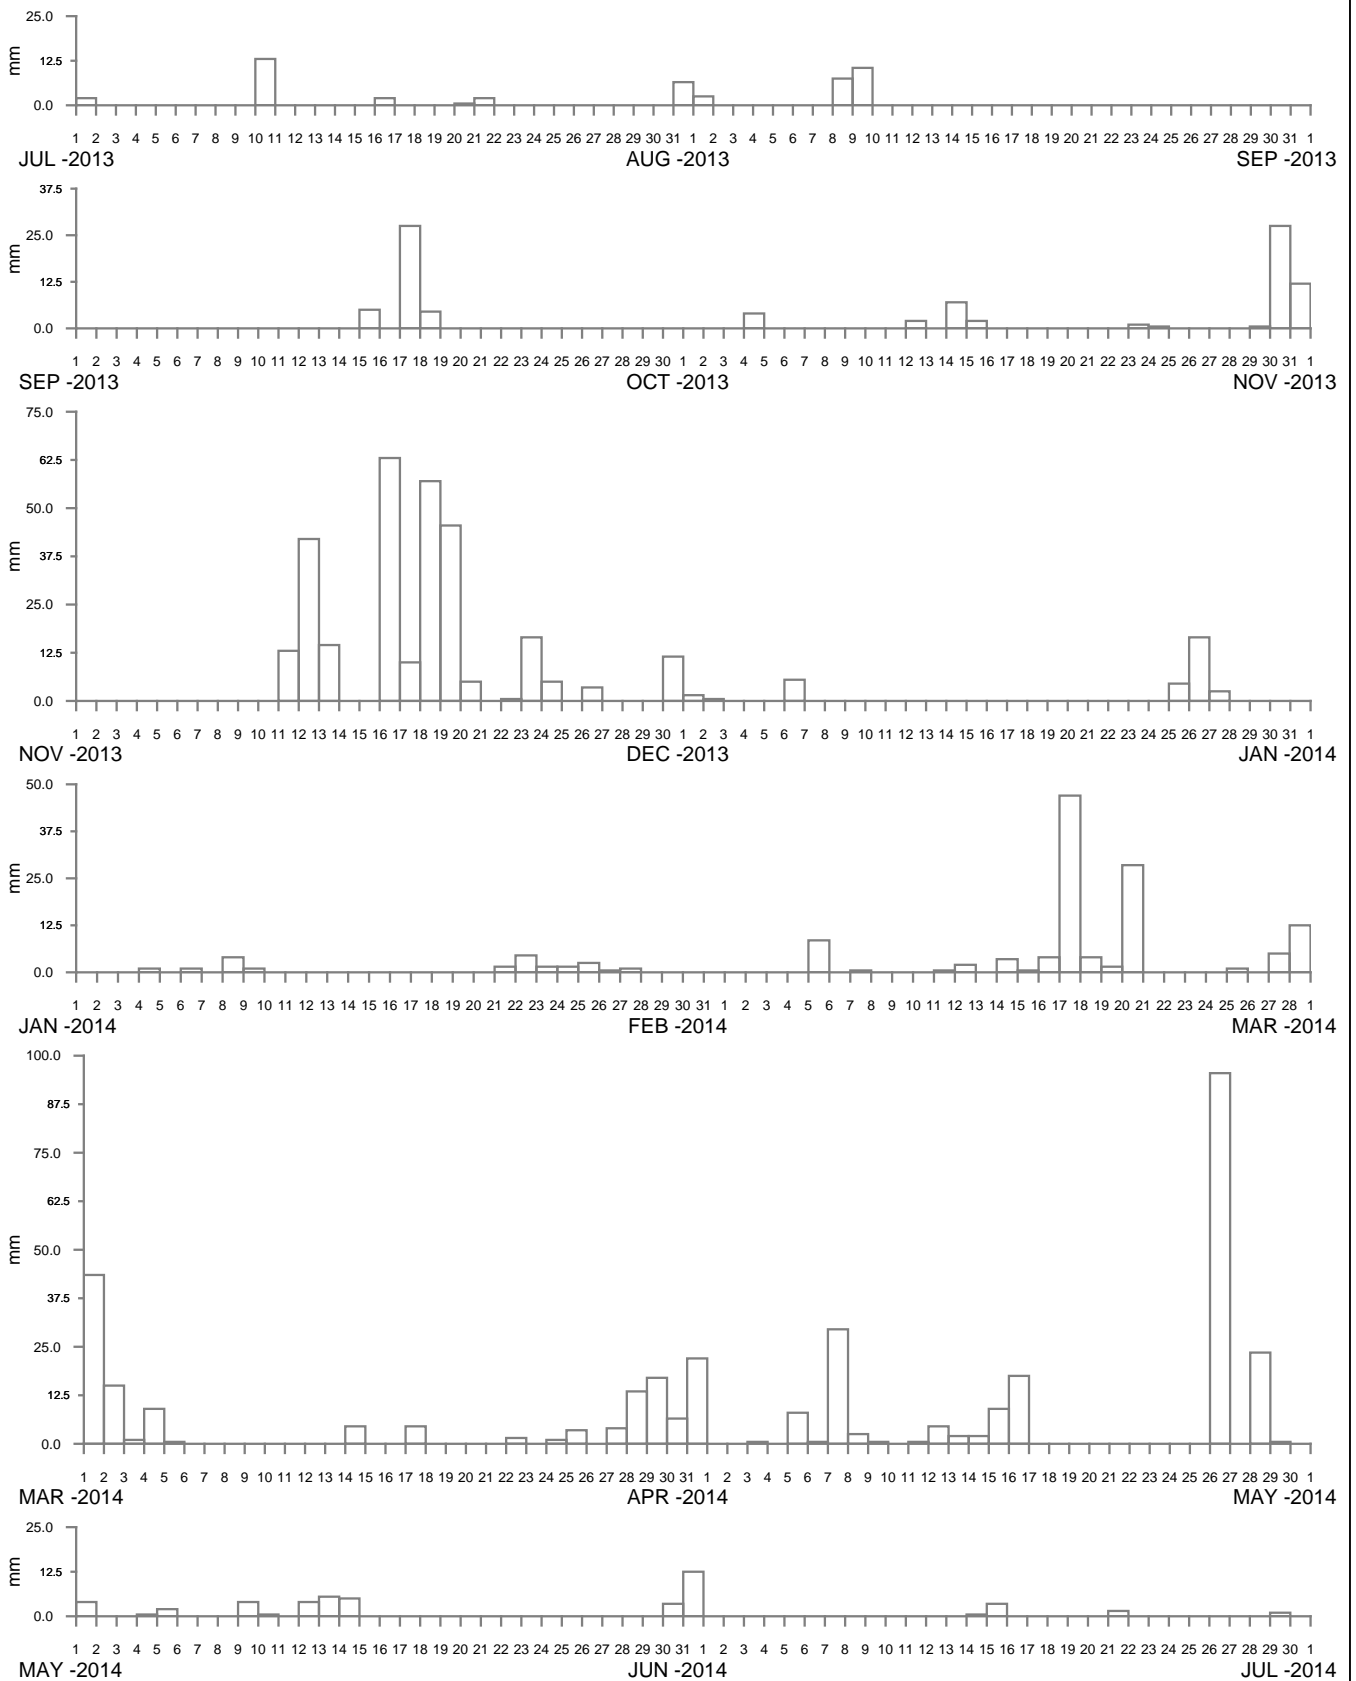 25.0
12.5
0.0
mm
1 2 3 4 5 6 7 8 9 10 11 12 13 14 15 16 17 18 19 20 21 22 23 24 25 26 27 28 29 30 31 1 2 3 4 5 6 7 8 9 10 11 12 13 14 15 16 17 18 19 20 21 22 23 24 25 26 27 28 29 30 31 1
JUL -2013 AUG -2013 SEP -2013
37.5
25.0
12.5
0.0
mm
1 2 3 4 5 6 7 8 9 10 11 12 13 14 15 16 17 18 19 20 21 22 23 24 25 26 27 28 29 30 1 2 3 4 5 6 7 8 9 10 11 12 13 14 15 16 17 18 19 20 21 22 23 24 25 26 27 28 29 30 31 1
SEP -2013 OCT -2013 NOV -2013
75.0
62.5
50.0
37.5
25.0
12.5
0.0
mm
1 2 3 4 5 6 7 8 9 10 11 12 13 14 15 16 17 18 19 20 21 22 23 24 25 26 27 28 29 30 1 2 3 4 5 6 7 8 9 10 11 12 13 14 15 16 17 18 19 20 21 22 23 24 25 26 27 28 29 30 31 1
NOV -2013 DEC -2013 JAN -2014
50.0
37.5
25.0
12.5
0.0
mm
1 2 3 4 5 6 7 8 9 10 11 12 13 14 15 16 17 18 19 20 21 22 23 24 25 26 27 28 29 30 31 1 2 3 4 5 6 7 8 9 10 11 12 13 14 15 16 17 18 19 20 21 22 23 24 25 26 27 28 1
JAN -2014 FEB -2014 MAR -2014
100.0
87.5
75.0
62.5
50.0
37.5
25.0
12.5
0.0
mm
1 2 3 4 5 6 7 8 9 10 11 12 13 14 15 16 17 18 19 20 21 22 23 24 25 26 27 28 29 30 31 1 2 3 4 5 6 7 8 9 10 11 12 13 14 15 16 17 18 19 20 21 22 23 24 25 26 27 28 29 30 1
MAR -2014 APR -2014 MAY -2014
25.0
12.5
0.0
mm
1 2 3 4 5 6 7 8 9 10 11 12 13 14 15 16 17 18 19 20 21 22 23 24 25 26 27 28 29 30 31 1 2 3 4 5 6 7 8 9 10 11 12 13 14 15 16 17 18 19 20 21 22 23 24 25 26 27 28 29 30 1
MAY -2014 JUN -2014 JUL -2014